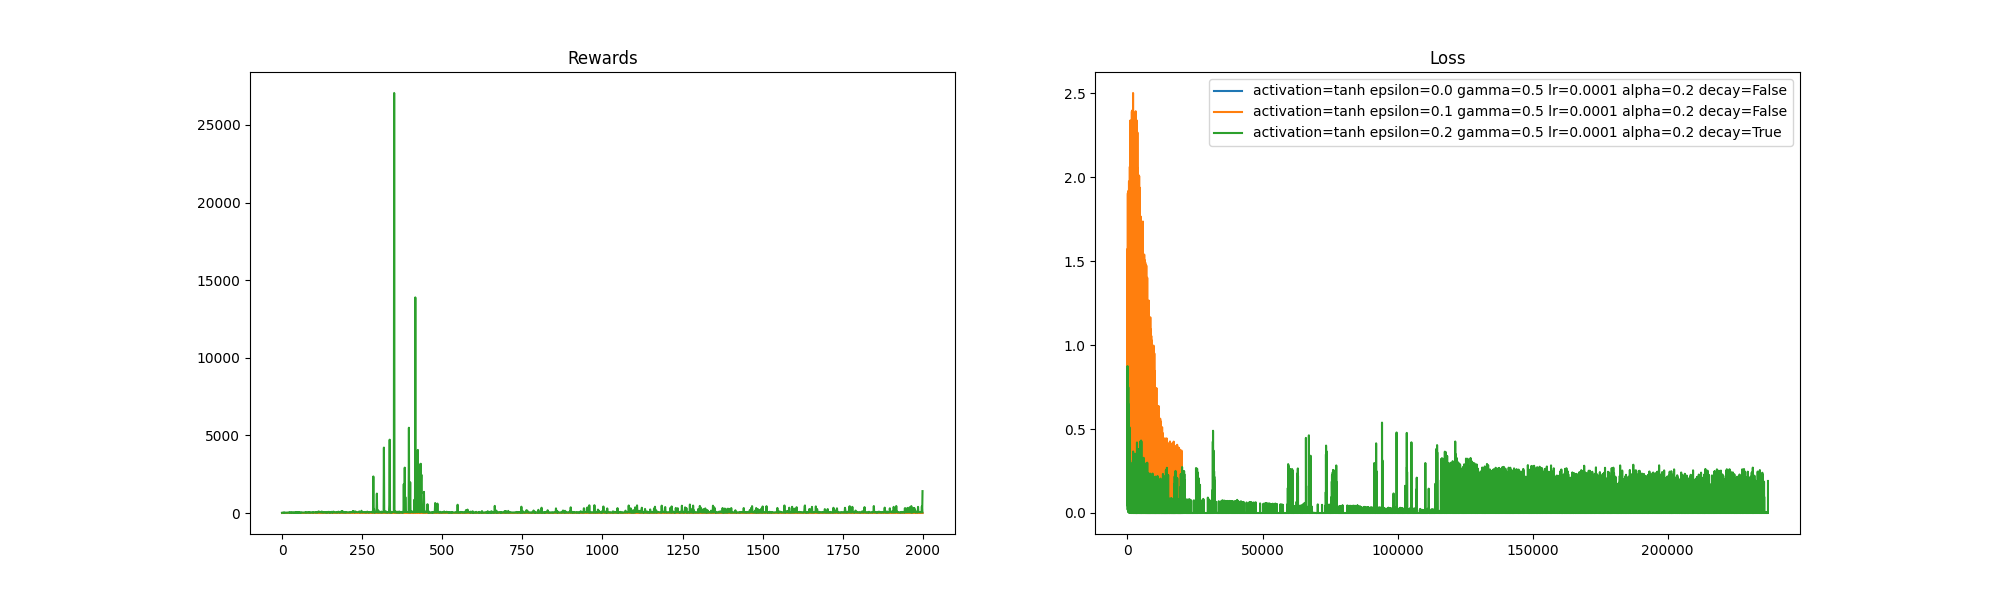 Rewards
25000
20000
15000
10000
5000
0
0 250 500 750 1000 1250 1500 1750 2000
Loss
activation=tanh epsilon=0.0 gamma=0.5 lr=0.0001 alpha=0.2 decay=False
activation=tanh epsilon=0.1 gamma=0.5 lr=0.0001 alpha=0.2 decay=False
activation=tanh epsilon=0.2 gamma=0.5 lr=0.0001 alpha=0.2 decay=True
2.5
2.0
1.5
1.0
0.5
0.0
0 50000 100000 150000 200000